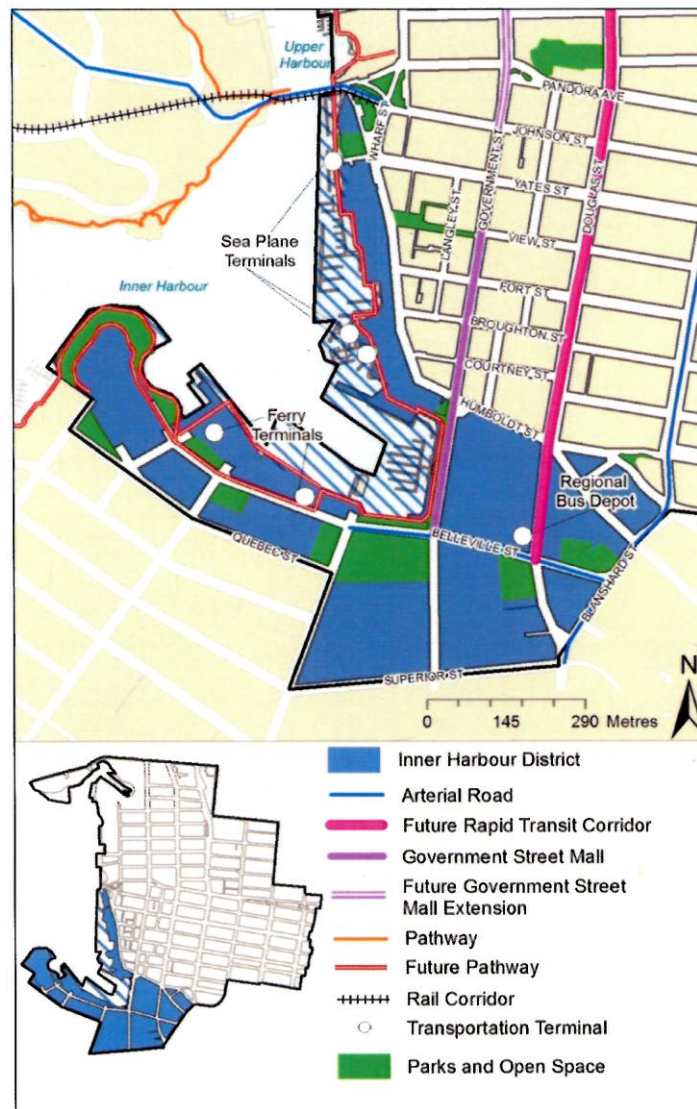 Upper
Harbour
PANDORA AVE
JOHNSON ST
WHARF ST
GOVERNMENT ST
DOUGLAS ST
YATES ST
LANGLEY ST
Sea Plane
Terminals
VIEW ST
Inner Harbour
FORT ST
BROUGHTON ST
COURTNEY ST
HUMBOLDT ST
Ferry
Terminals
Regional
Bus Depot
BELLEVILLE ST
QUEBEC ST
BLANSHARD ST
SUPERIOR ST
N
0 145 290 Metres
Inner Harbour District
Arterial Road
Future Rapid Transit Corridor
Government Street Mall
Future Government Street
Mall Extension
Pathway
Future Pathway
Rail Corridor
Transportation Terminal
Parks and Open Space